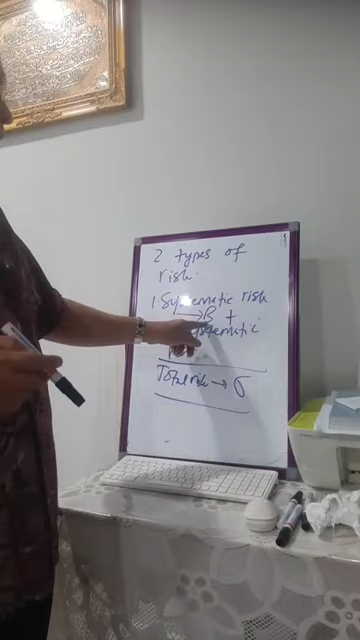 2 types of
risk.
1 Systematic risk
→ B +
systematic
Total risk → σ